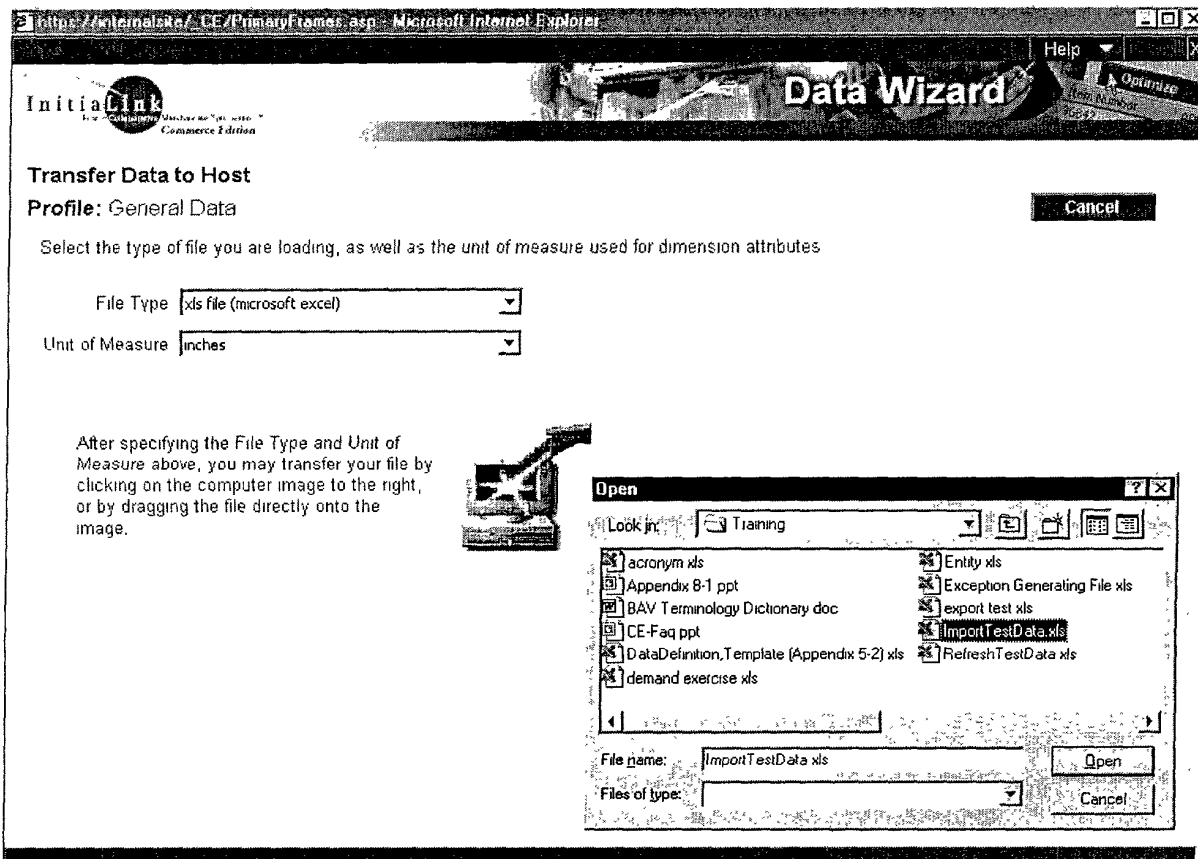 https://internalsite/_CE/PrimaryFrames.asp - Microsoft Internet Explorer
Help
InitiaLink
Commerce Edition
Data Wizard
Optimize
Item Number
Transfer Data to Host
Profile: General Data
Cancel
Select the type of file you are loading, as well as the unit of measure used for dimension attributes
File Type xls file (microsoft excel)
Unit of Measure inches
After specifying the File Type and Unit of
Measure above, you may transfer your file by
clicking on the computer image to the right,
or by dragging the file directly onto the
image.
Open
Look in: Training
acronym xls
Appendix 8-1 ppt
BAV Terminology Dictionary doc
CE-Faq ppt
DataDefinition,Template (Appendix 5-2) xls
demand exercise xls
Entity xls
Exception Generating File xls
export test xls
ImportTestData.xls
RefreshTestData xls
File name: ImportTestData xls
Open
Files of type:
Cancel